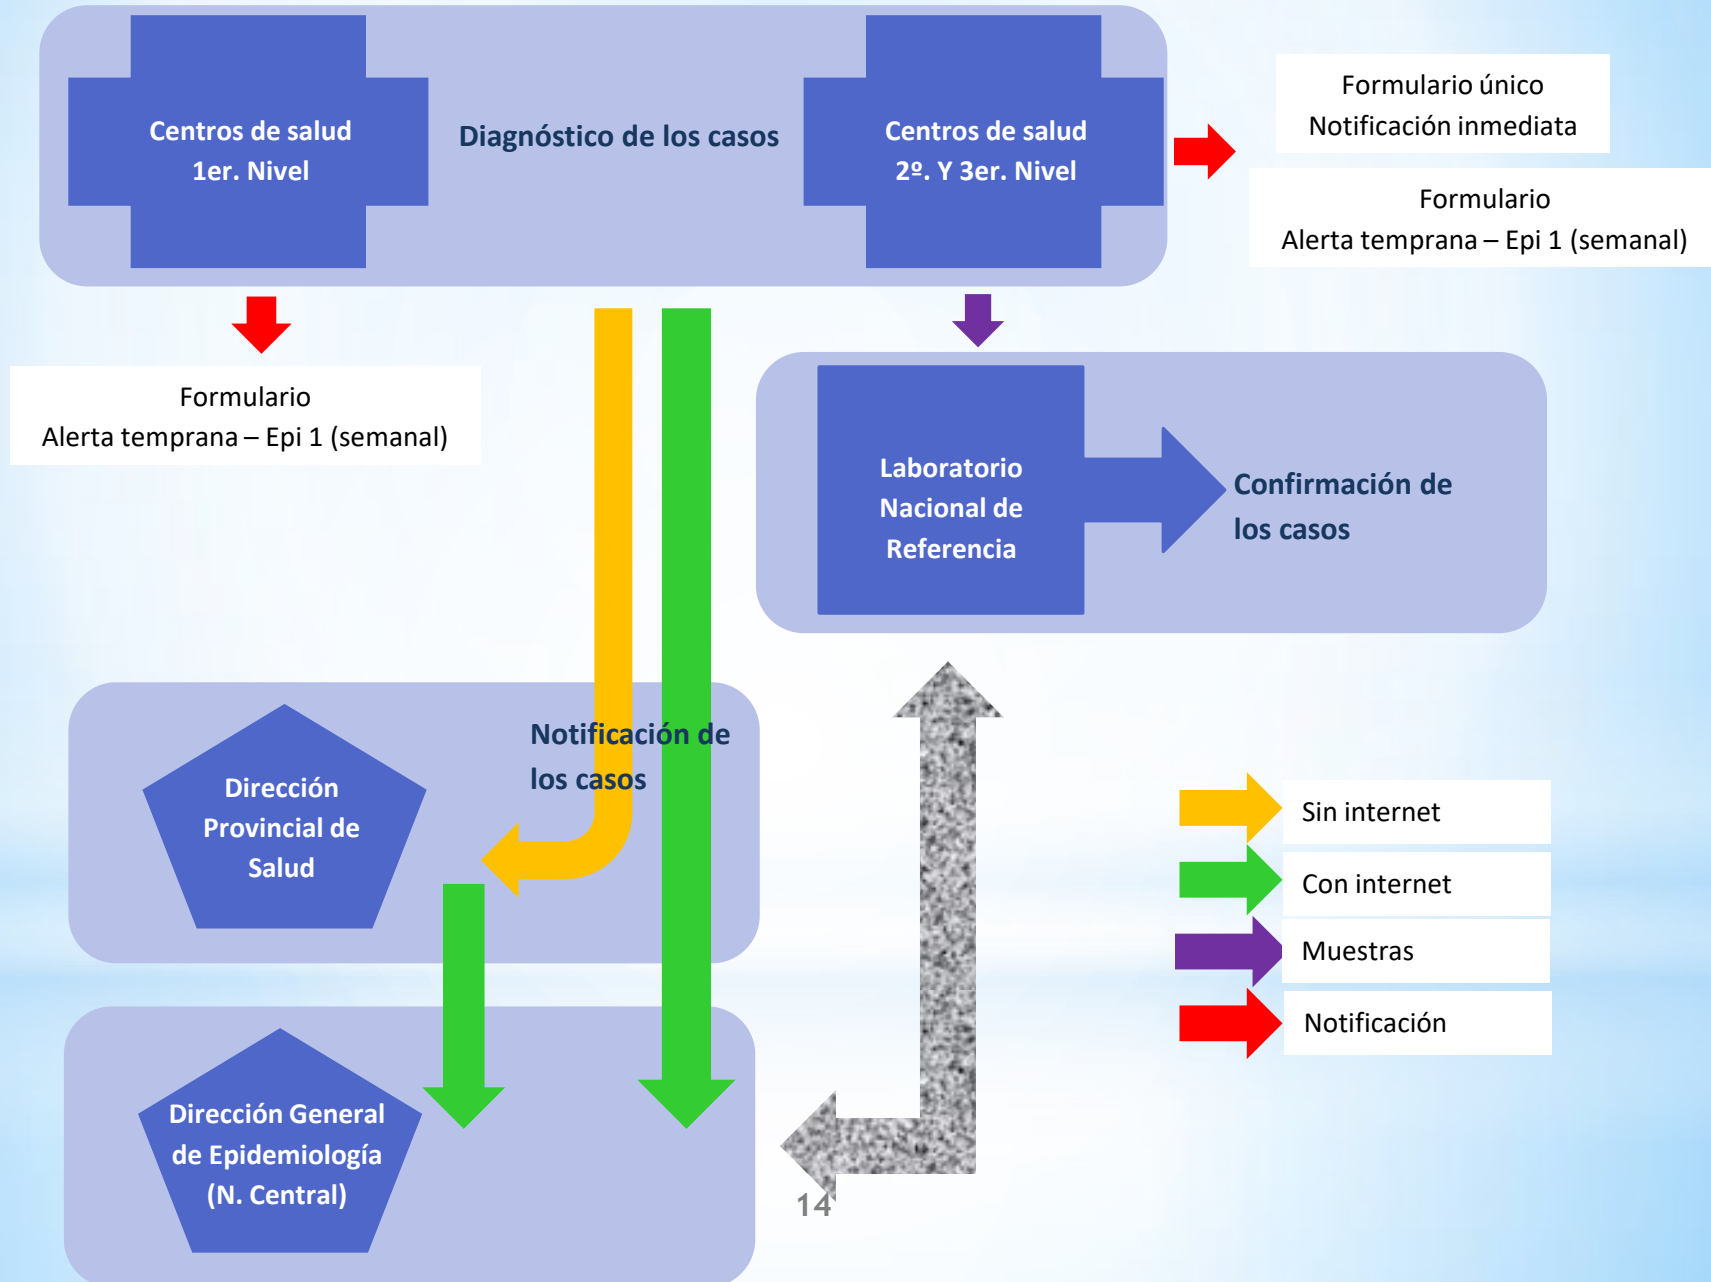 Centros de salud
1er. Nivel
Diagnóstico de los casos
Centros de salud
2º. Y 3er. Nivel
Formulario único
Notificación inmediata
Formulario
Alerta temprana – Epi 1 (semanal)
Formulario
Alerta temprana – Epi 1 (semanal)
Laboratorio
Nacional de
Referencia
Confirmación de
los casos
Notificación de
los casos
Dirección
Provincial de
Salud
Sin internet
Con internet
Muestras
Notificación
Dirección General
de Epidemiología
(N. Central)
14